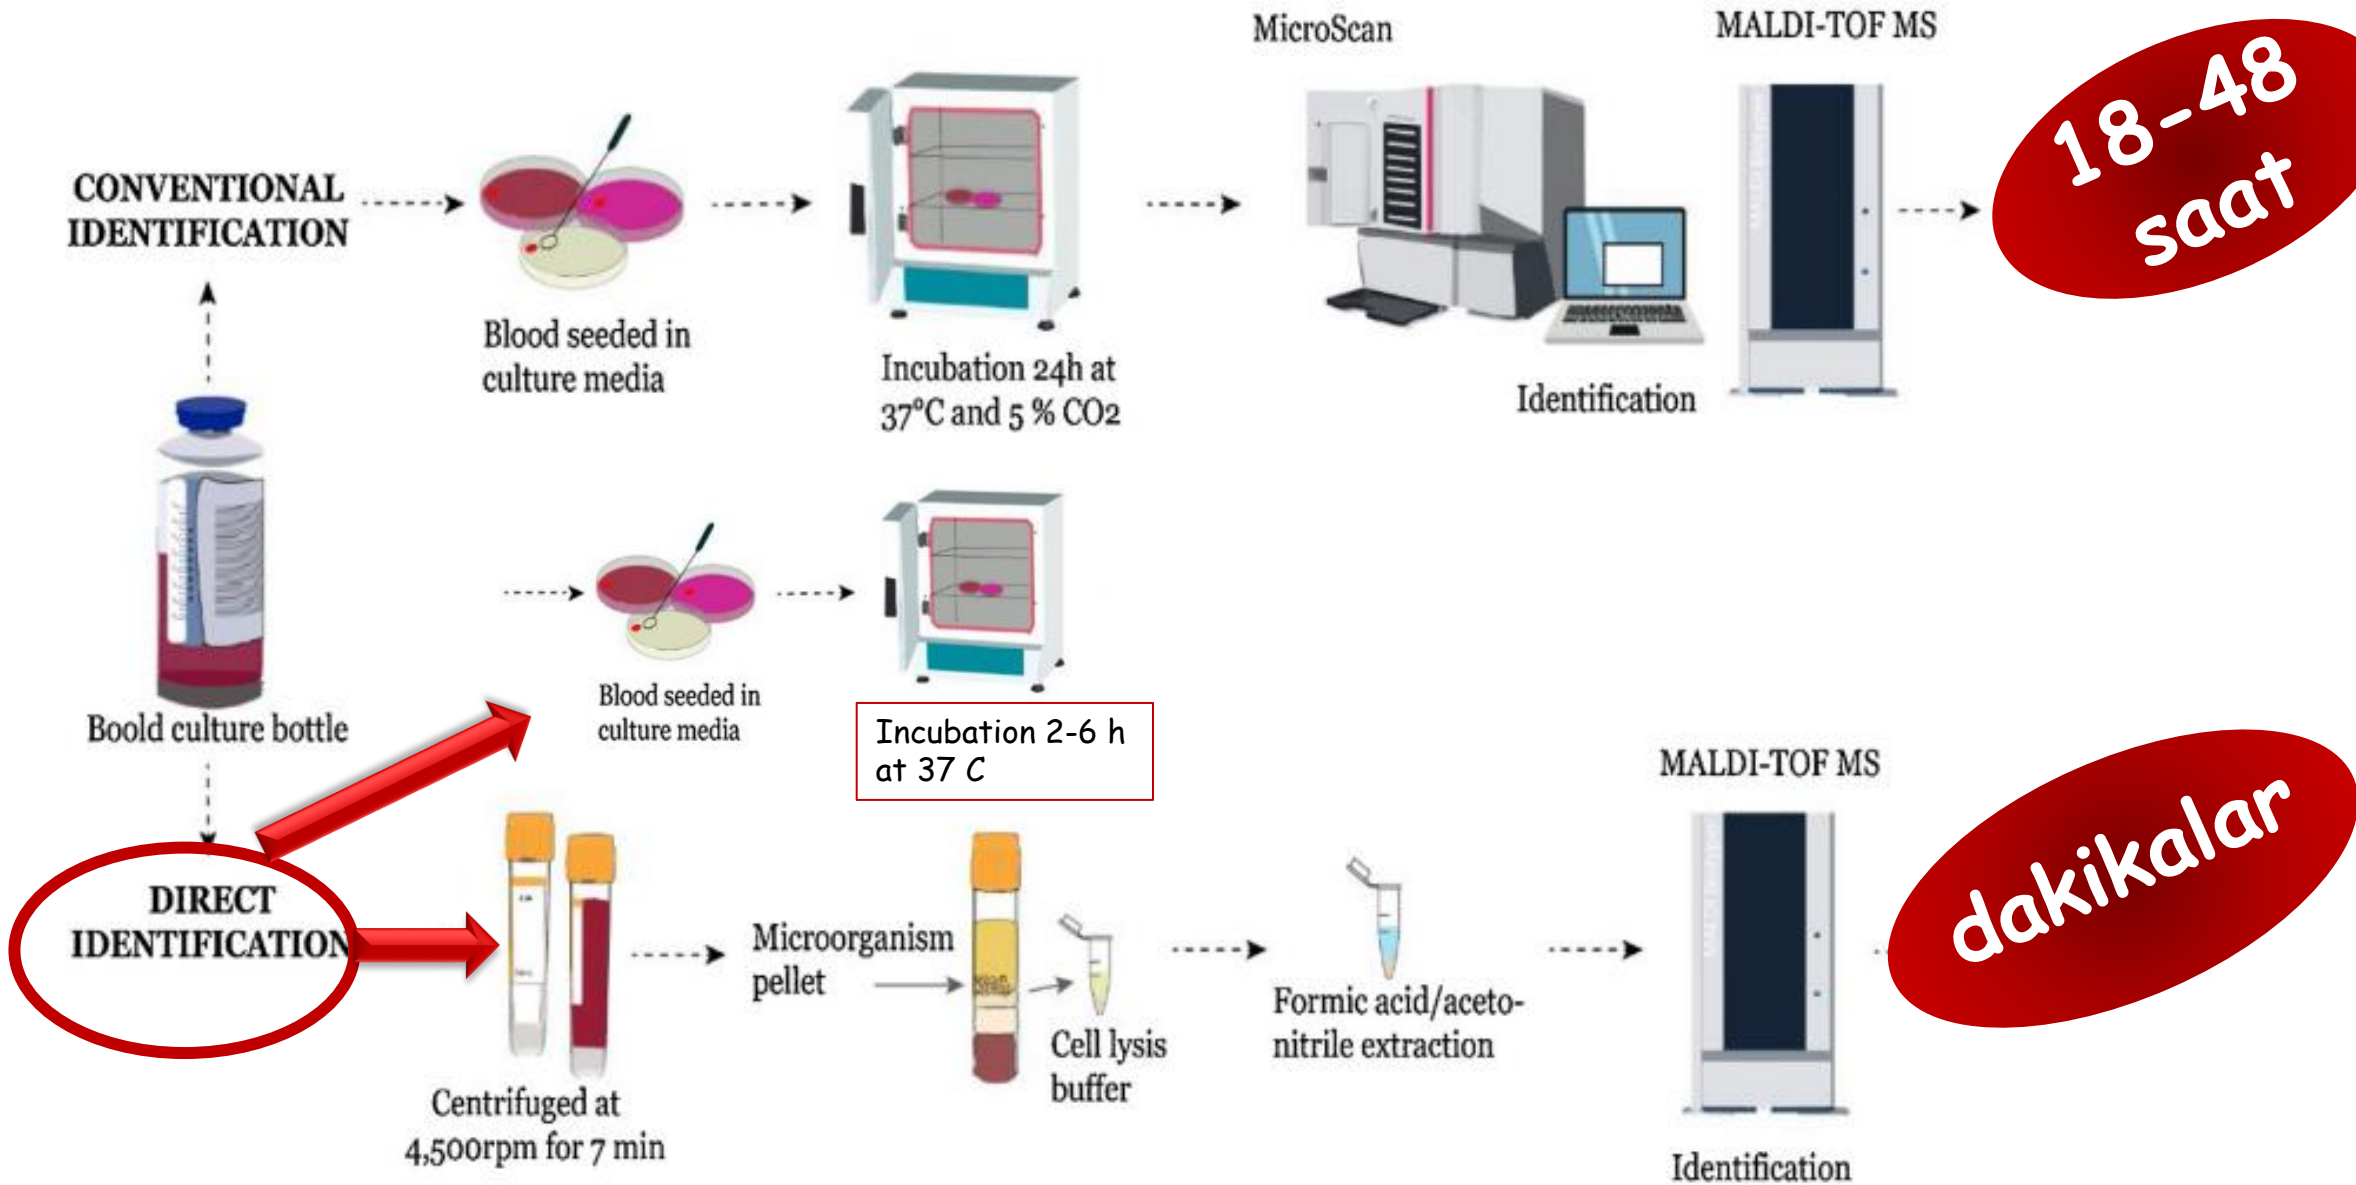 MicroScan
MALDI-TOF MS
18-48
saat
CONVENTIONAL
IDENTIFICATION
Blood seeded in
culture media
Incubation 24h at
37°C and 5 % CO2
Identification
Boold culture bottle
Blood seeded in
culture media
Incubation 2-6 h
at 37 C
MALDI-TOF MS
dakikalar
DIRECT
IDENTIFICATION
Microorganism
pellet
Cell lysis
buffer
Formic acid/aceto-
nitrile extraction
Centrifuged at
4,500rpm for 7 min
Identification